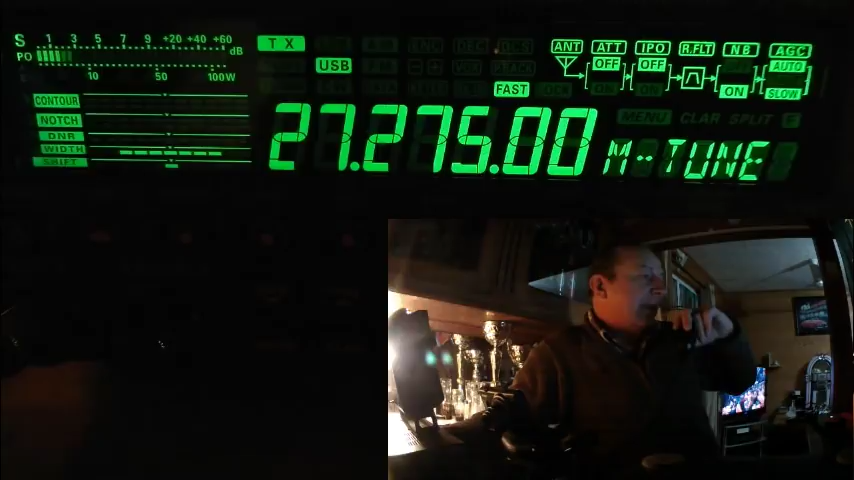 S 1 3 5 7 9 +20 +40 +60 dB
PO
10 50 100W
TX
USB
FAST
ANT ATT IPO R.FLT NB AGC
OFF OFF AUTO
ON SLOW
CONTOUR
NOTCH
DNR
WIDTH
SHIFT
MENU CLAR SPLIT
27.275.00 M-TUNE